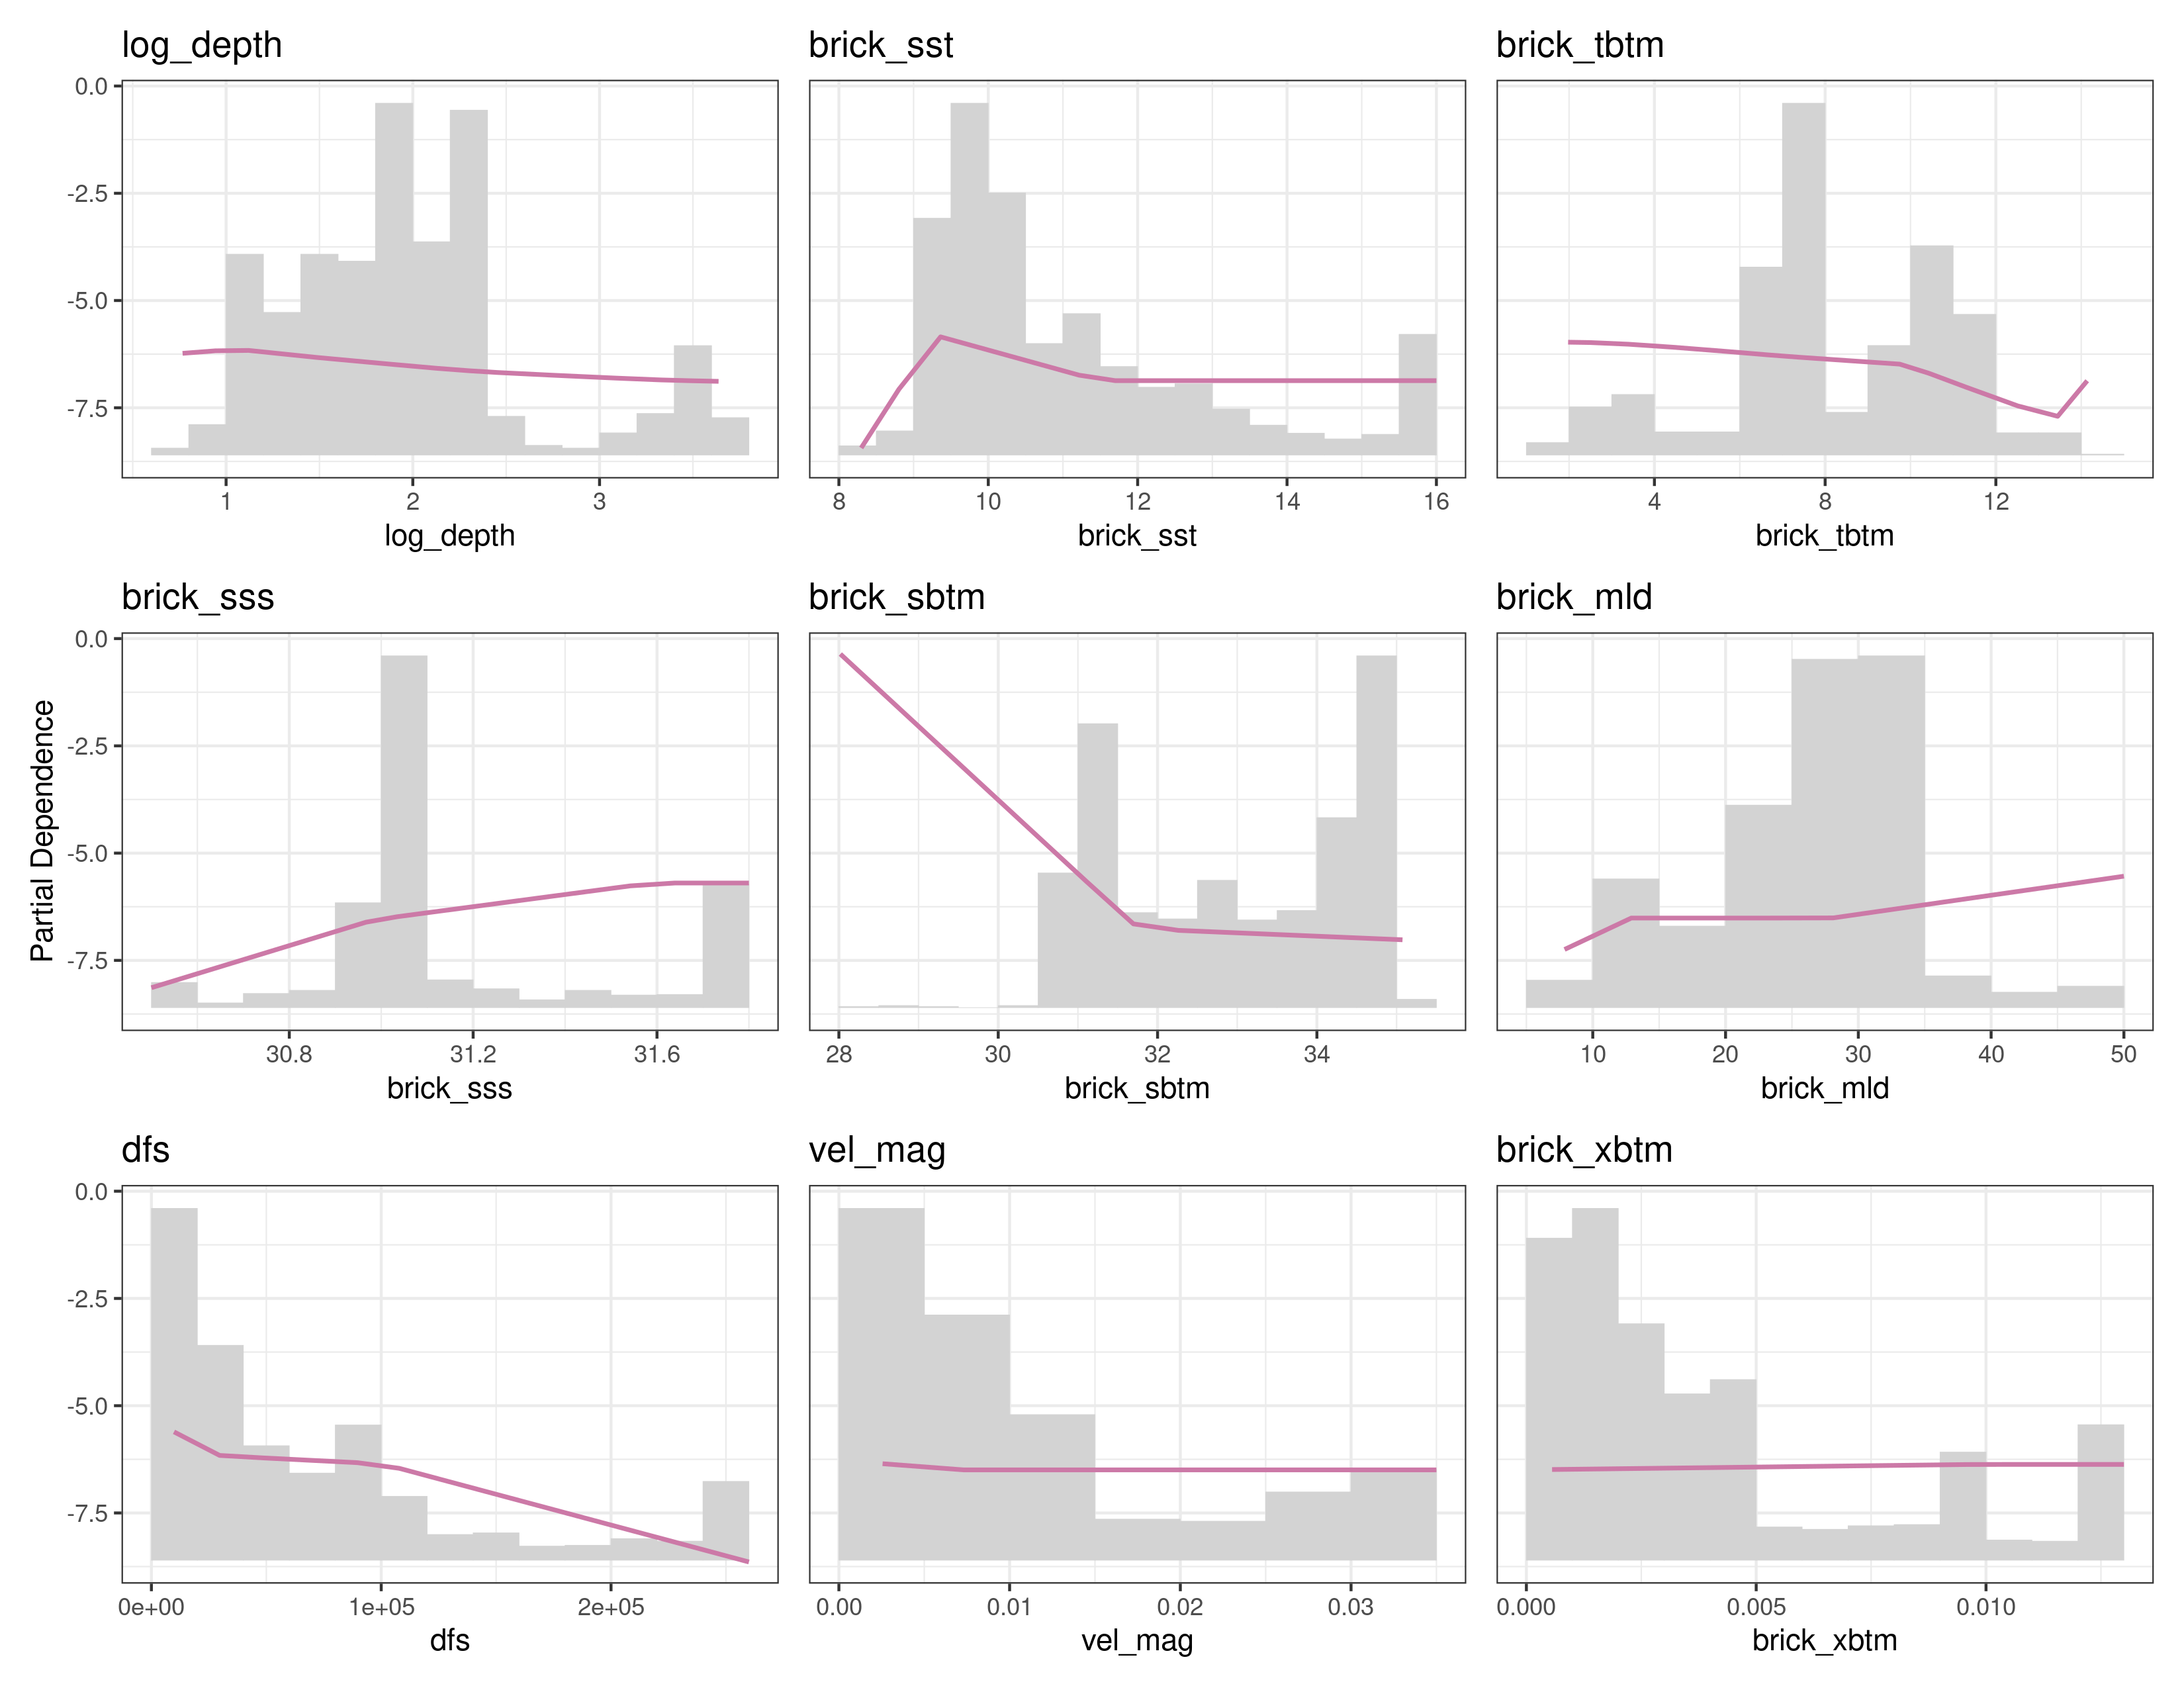 log_depth
brick_sst
brick_tbtm
0.0
-2.5
-5.0
-7.5
1 2 3
8 10 12 14 16
4 8 12
log_depth
brick_sst
brick_tbtm
brick_sss
brick_sbtm
brick_mld
Partial Dependence
0.0
-2.5
-5.0
-7.5
30.8 31.2 31.6
28 30 32 34
10 20 30 40 50
brick_sss
brick_sbtm
brick_mld
dfs
vel_mag
brick_xbtm
0.0
-2.5
-5.0
-7.5
0e+00 1e+05 2e+05
0.00 0.01 0.02 0.03
0.000 0.005 0.010
dfs
vel_mag
brick_xbtm